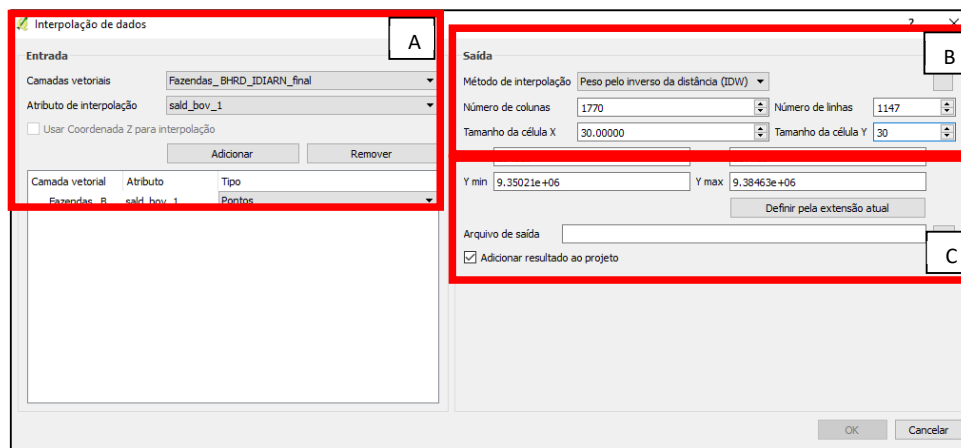 Interpolação de dados
?
A
Entrada
Camadas vetoriais Fazendas_BHRD_IDIARN_final
Atributo de interpolação sald_bov_1
Usar Coordenada Z para interpolação
Adicionar Remover
Camada vetorial Atributo Tipo
Fazendas_B... sald_bov_1 Pontos
B
Saída
Método de interpolação Peso pelo inverso da distância (IDW)
Número de colunas 1770 Número de linhas 1147
Tamanho da célula X 30.00000 Tamanho da célula Y 30
Y min 9.35021e+06 Y max 9.38463e+06
Definir pela extensão atual
Arquivo de saída
Adicionar resultado ao projeto
C
OK Cancelar